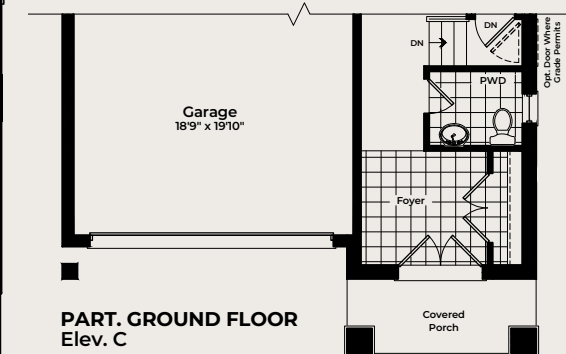 DN
DN
Opt. Door Where
Grade Permits
PWD
Garage
18'9" x 19'10"
Foyer
Covered
Porch
PART. GROUND FLOOR
Elev. C